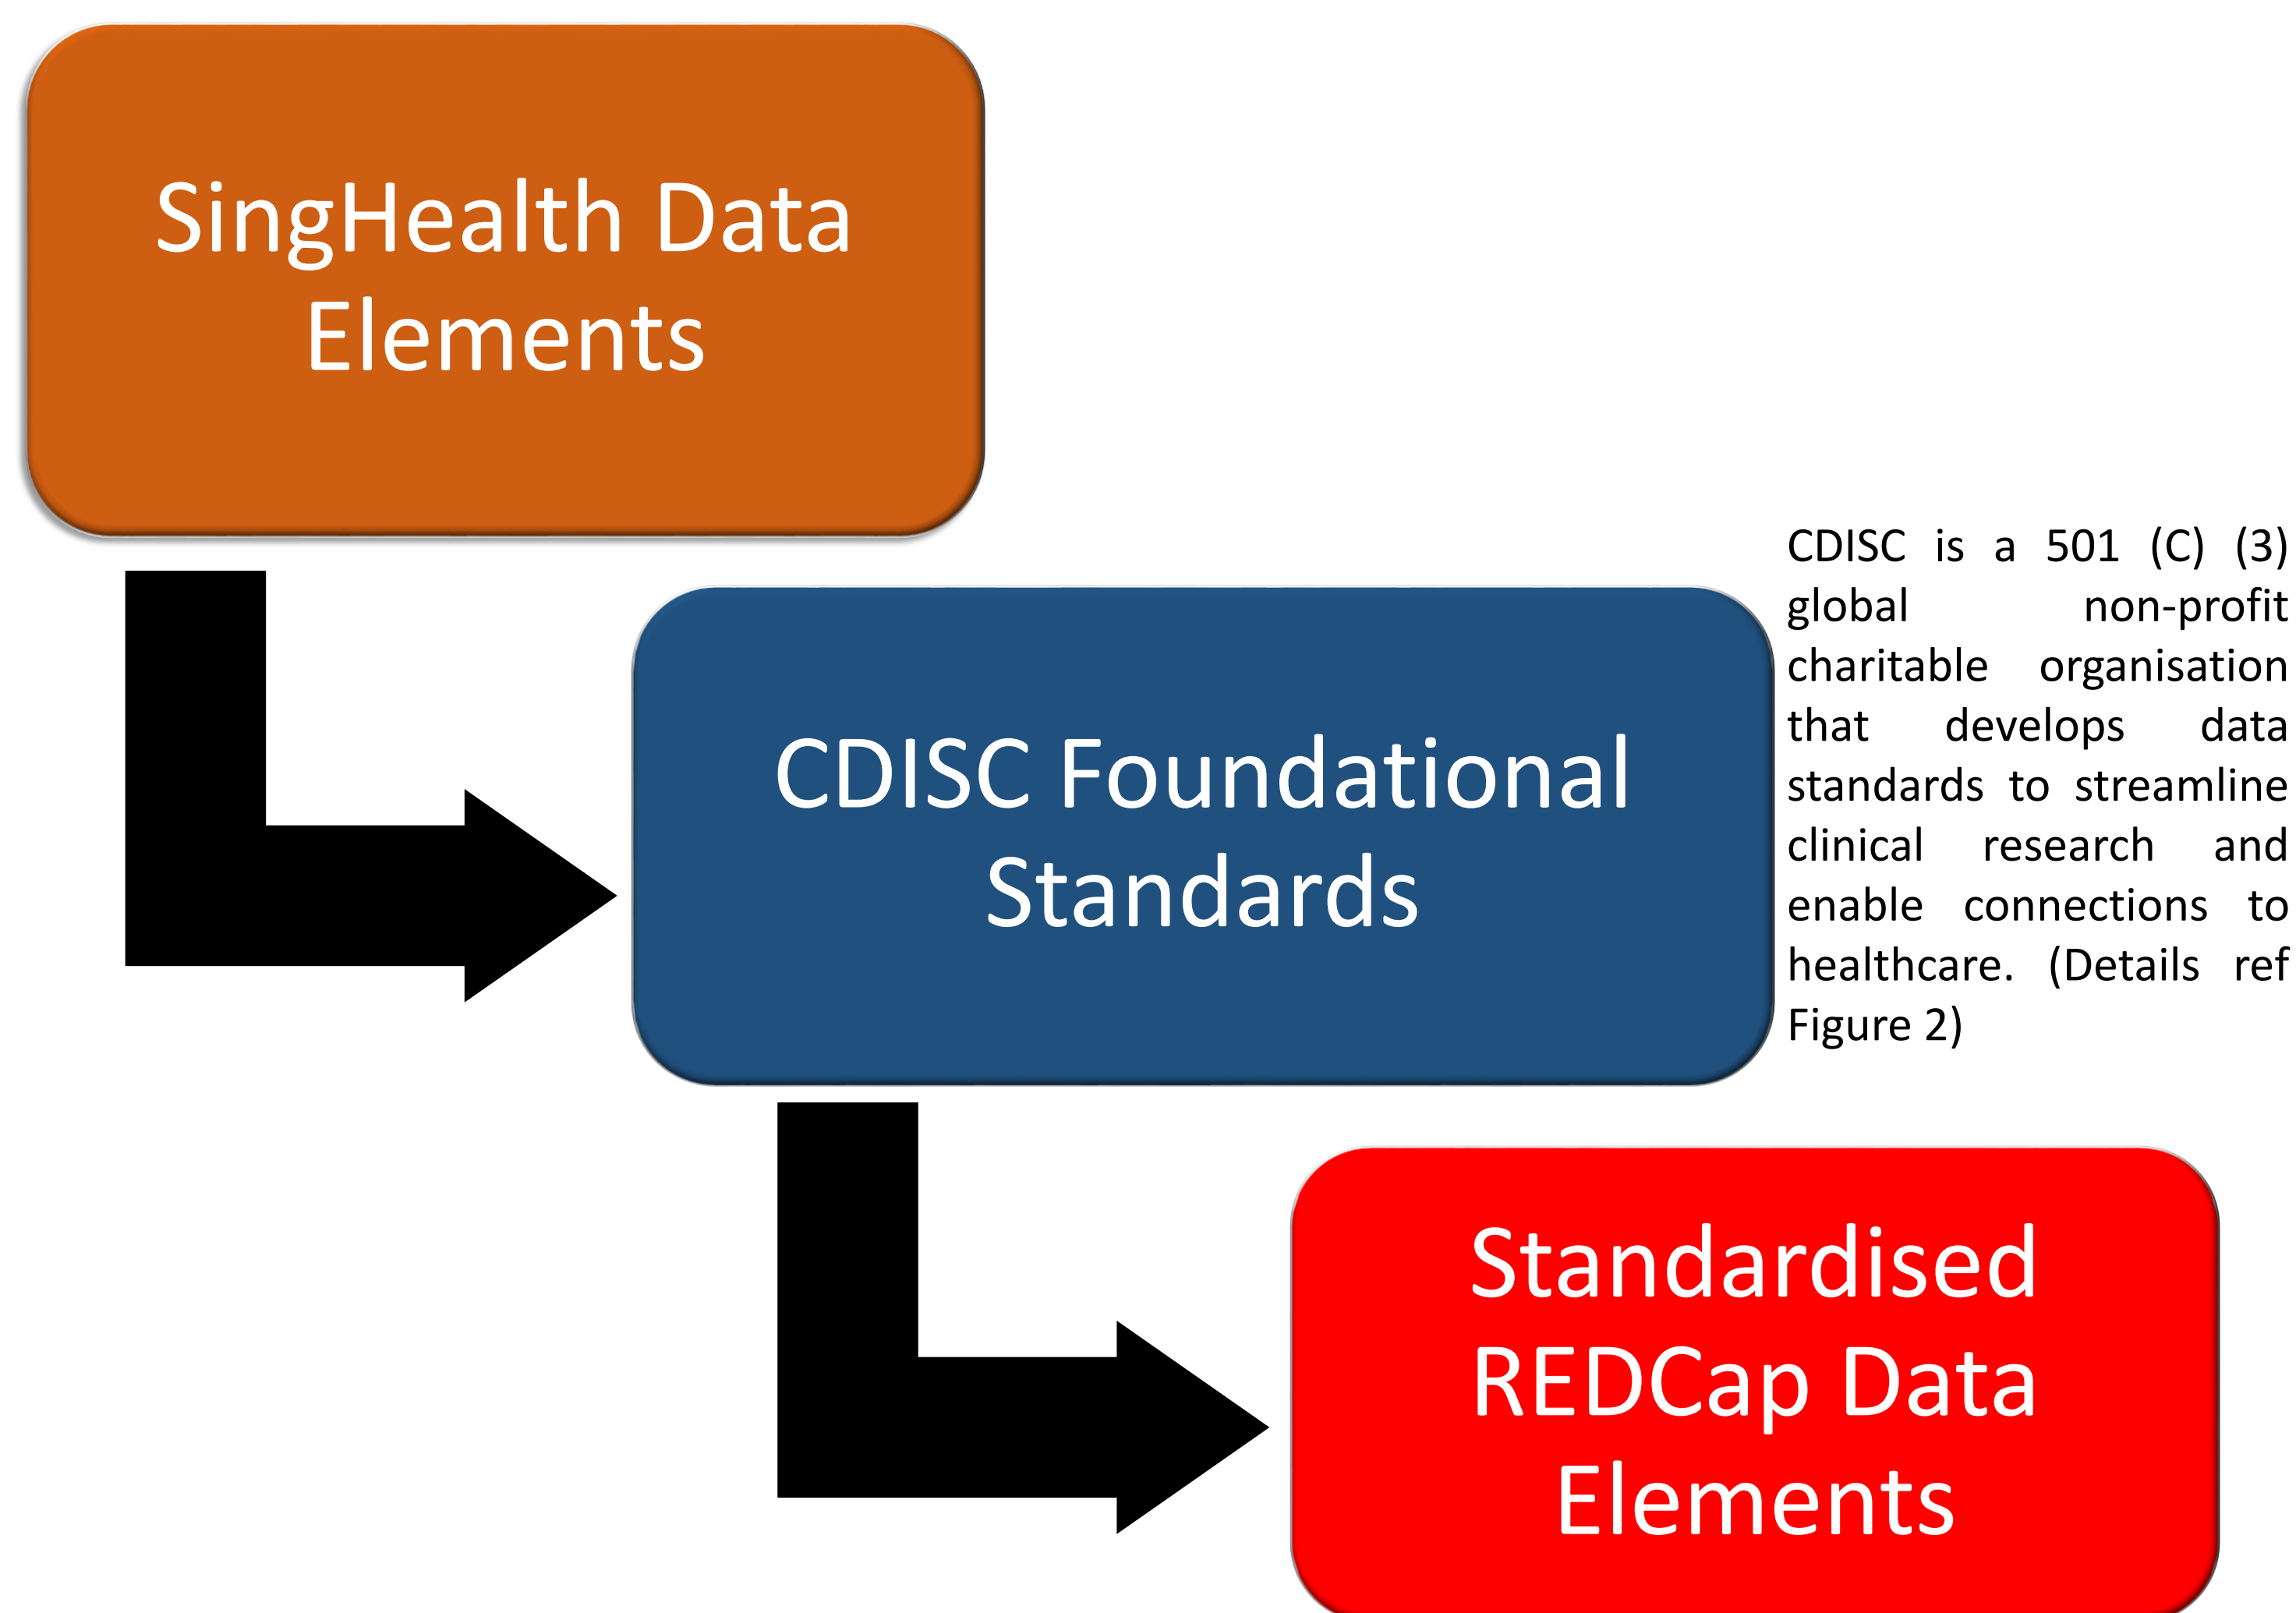 SingHealth Data
Elements
CDISC Foundational
Standards
CDISC is a 501 (C) (3)
global non-profit
charitable organisation
that develops data
standards to streamline
clinical research and
enable connections to
healthcare. (Details ref
Figure 2)
Standardised
REDCap Data
Elements